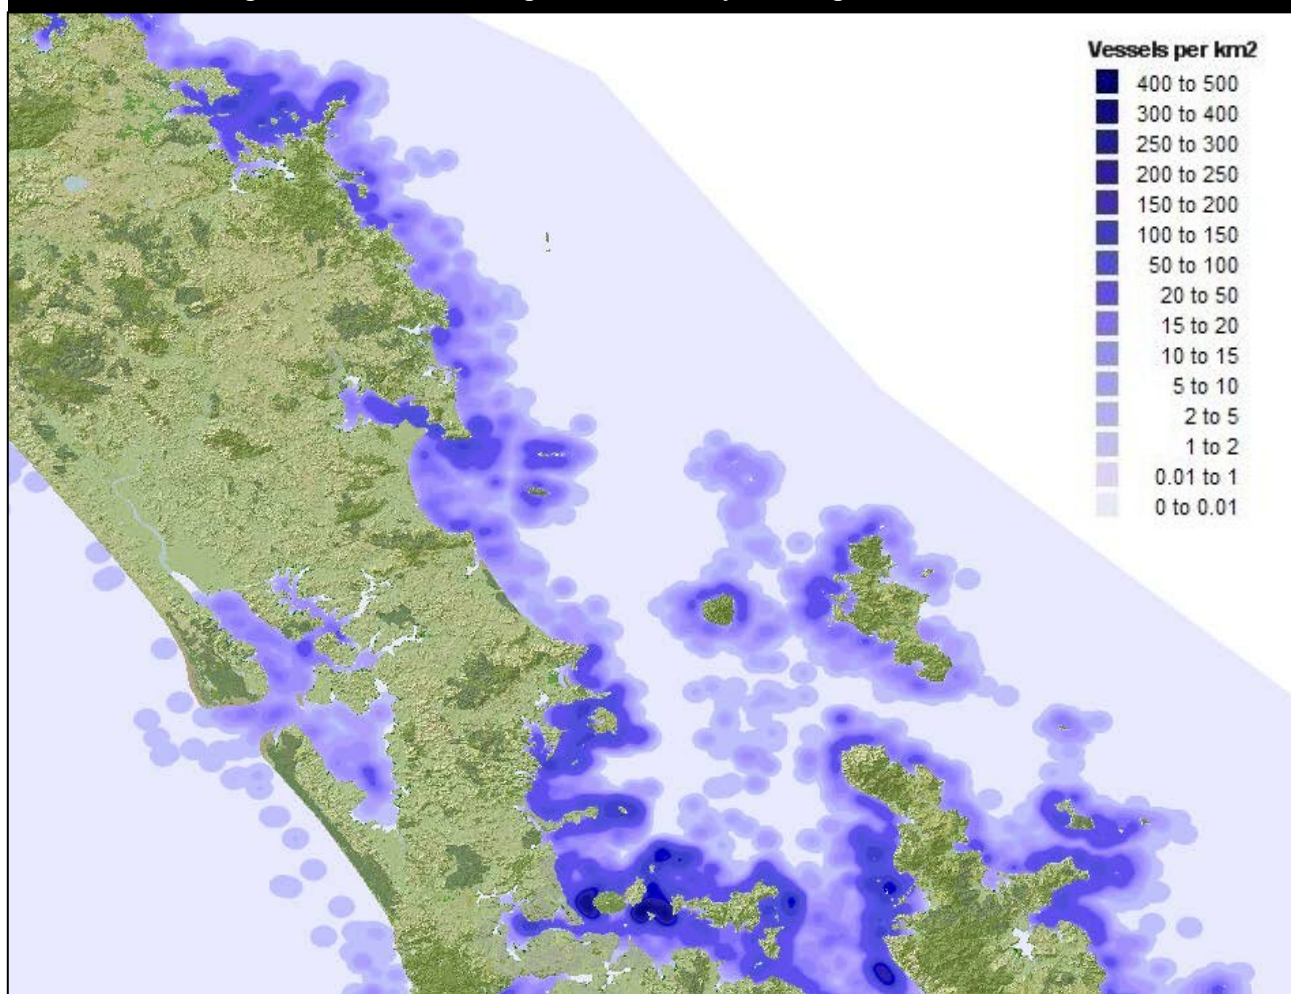 Vessels per km2
400 to 500
300 to 400
250 to 300
200 to 250
150 to 200
100 to 150
50 to 100
20 to 50
15 to 20
10 to 15
5 to 10
2 to 5
1 to 2
0.01 to 1
0 to 0.01